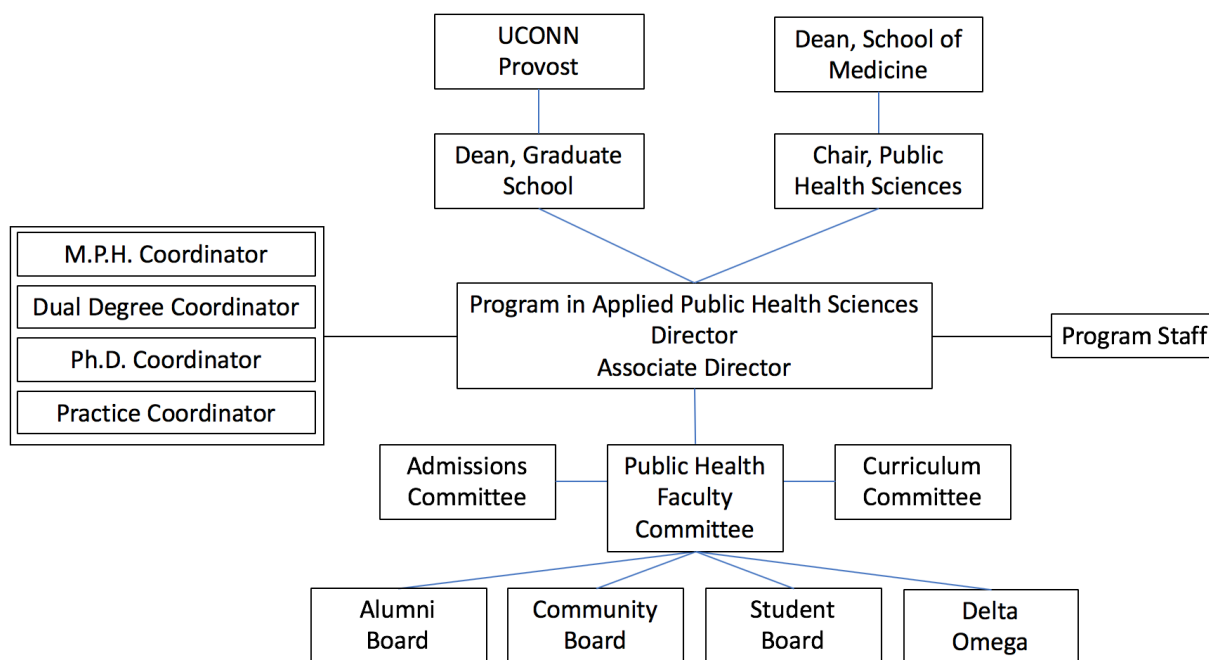 UCONN
Provost
Dean, School of
Medicine
Dean, Graduate
School
Chair, Public
Health Sciences
M.P.H. Coordinator
Dual Degree Coordinator
Ph.D. Coordinator
Practice Coordinator
Program in Applied Public Health Sciences
Director
Associate Director
Program Staff
Admissions
Committee
Public Health
Faculty
Committee
Curriculum
Committee
Alumni
Board
Community
Board
Student
Board
Delta
Omega